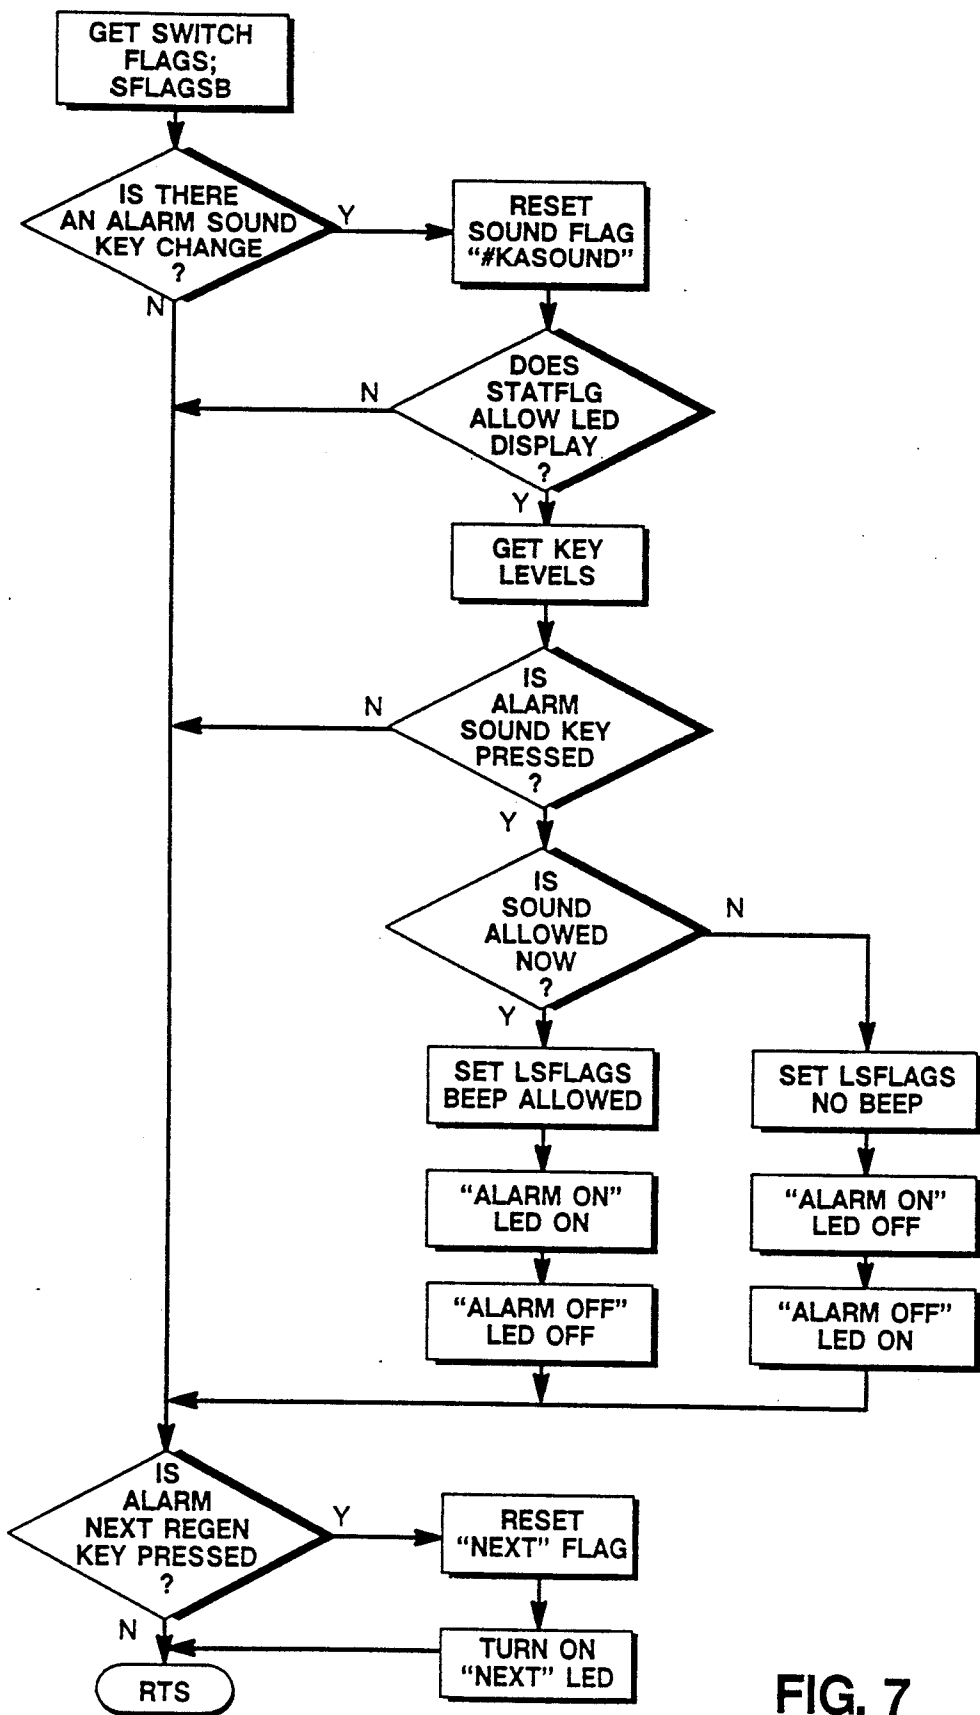 GET SWITCH
FLAGS;
SFLAGSB
IS THERE
AN ALARM SOUND
KEY CHANGE
?
Y
N
RESET
SOUND FLAG
"#KASOUND"
DOES
STATFLG
ALLOW LED
DISPLAY
?
N
Y
GET KEY
LEVELS
IS
ALARM
SOUND KEY
PRESSED
?
N
Y
IS
SOUND
ALLOWED
NOW
?
N
Y
SET LSFLAGS
BEEP ALLOWED
"ALARM ON"
LED ON
"ALARM OFF"
LED OFF
SET LSFLAGS
NO BEEP
"ALARM ON"
LED OFF
"ALARM OFF"
LED ON
IS
ALARM
NEXT REGEN
KEY PRESSED
?
Y
N
RESET
"NEXT" FLAG
TURN ON
"NEXT" LED
RTS
FIG. 7